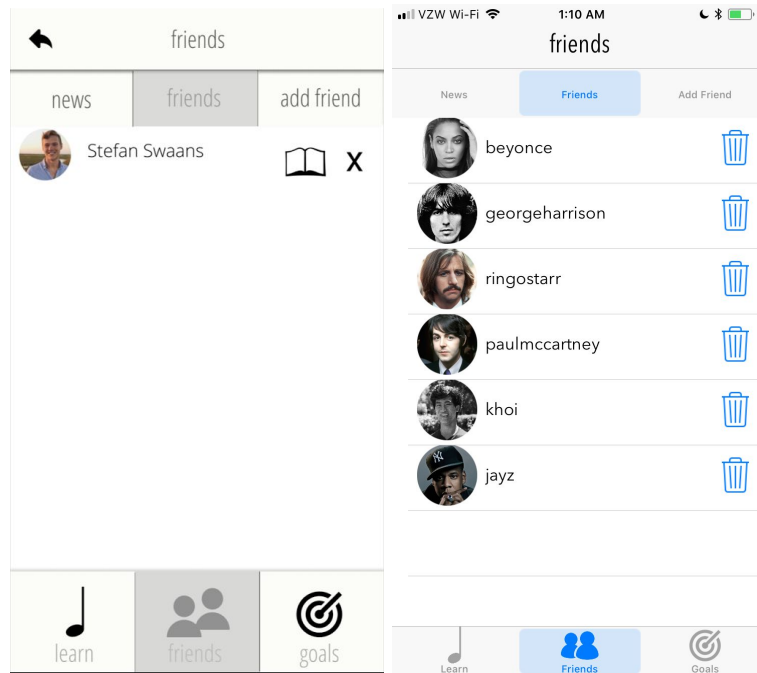 friends
news friends add friend
Stefan Swaans
X
learn friends goals
VZW Wi-Fi 1:10 AM
friends
News Friends Add Friend
beyonce
georgeharrison
ringostarr
paulmccartney
khoi
jayz
Learn Friends Goals